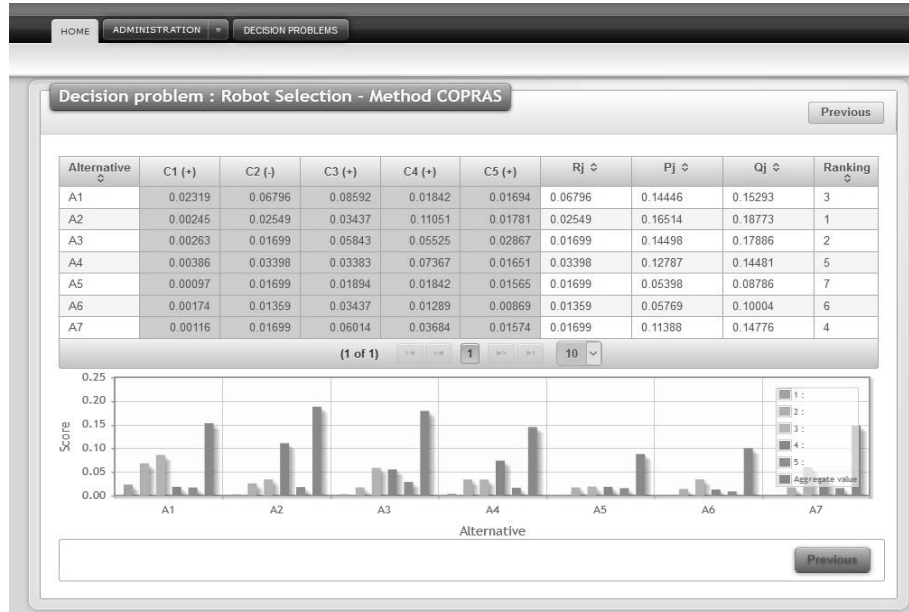 HOME ADMINISTRATION DECISION PROBLEMS
Decision problem : Robot Selection - Method COPRAS
Previous
Alternative C1 (+) C2 (-) C3 (+) C4 (+) C5 (+) Rj Pj Qj Ranking
A1 0.02319 0.06796 0.08592 0.01842 0.01694 0.06796 0.14446 0.15293 3
A2 0.00245 0.02549 0.03437 0.11051 0.01781 0.02549 0.16514 0.18773 1
A3 0.00263 0.01699 0.05843 0.05525 0.02867 0.01699 0.14498 0.17886 2
A4 0.00386 0.03398 0.03383 0.07367 0.01651 0.03398 0.12787 0.14481 5
A5 0.00097 0.01699 0.01894 0.01842 0.01565 0.01699 0.05398 0.08786 7
A6 0.00174 0.01359 0.03437 0.01289 0.00869 0.01359 0.05769 0.10004 6
A7 0.00116 0.01699 0.06014 0.03684 0.01574 0.01699 0.11388 0.14776 4
(1 of 1) 1 10
0.25
0.20
0.15
0.10
0.05
0.00
Score
1 :
2 :
3 :
4 :
5 :
Aggregate value
A1 A2 A3 A4 A5 A6 A7
Alternative
Previous